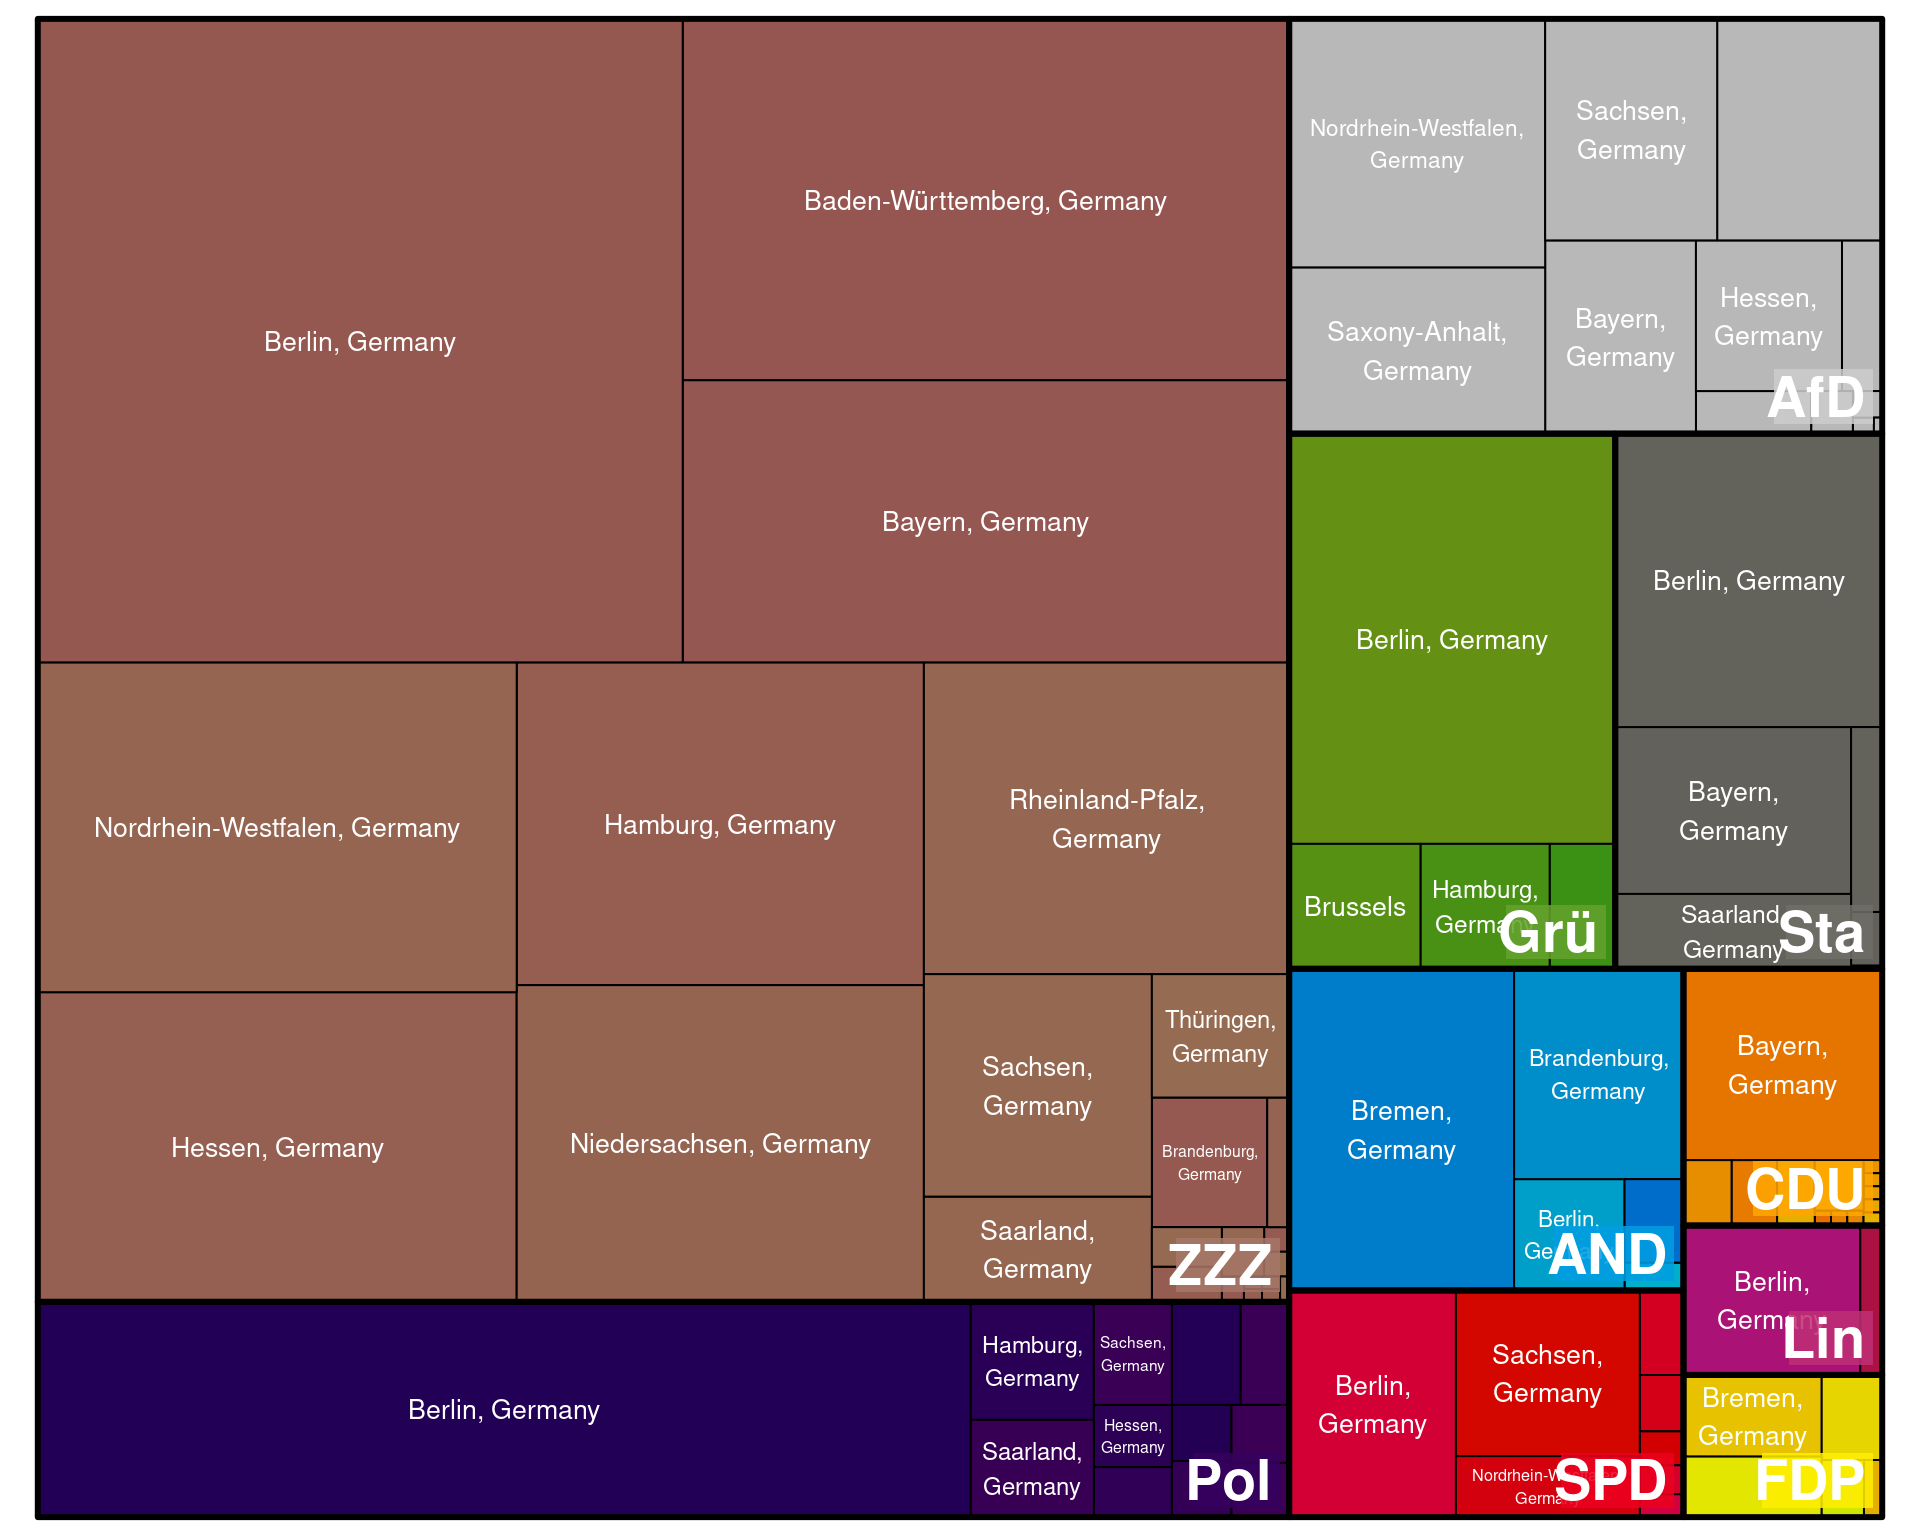 Berlin, Germany
Baden-Württemberg, Germany
Bayern, Germany
Nordrhein-Westfalen, Germany
Hamburg, Germany
Rheinland-Pfalz,
Germany
Hessen, Germany
Niedersachsen, Germany
Sachsen,
Germany
Thüringen,
Germany
Brandenburg,
Germany
Saarland,
Germany
ZZZ
Berlin, Germany
Hamburg,
Germany
Saarland,
Germany
Sachsen,
Germany
Hessen,
Germany
Pol
Nordrhein-Westfalen,
Germany
Sachsen,
Germany
Saxony-Anhalt,
Germany
Bayern,
Germany
Hessen,
Germany
AfD
Berlin, Germany
Brussels
Hamburg,
Germany
Grü
Berlin, Germany
Bayern,
Germany
Saarland
Germany
Sta
Bremen,
Germany
Brandenburg,
Germany
Berlin,
AND
Bayern,
Germany
CDU
Berlin,
Germany
Lin
Berlin,
Germany
Sachsen,
Germany
SPD
Bremen,
Germany
FDP